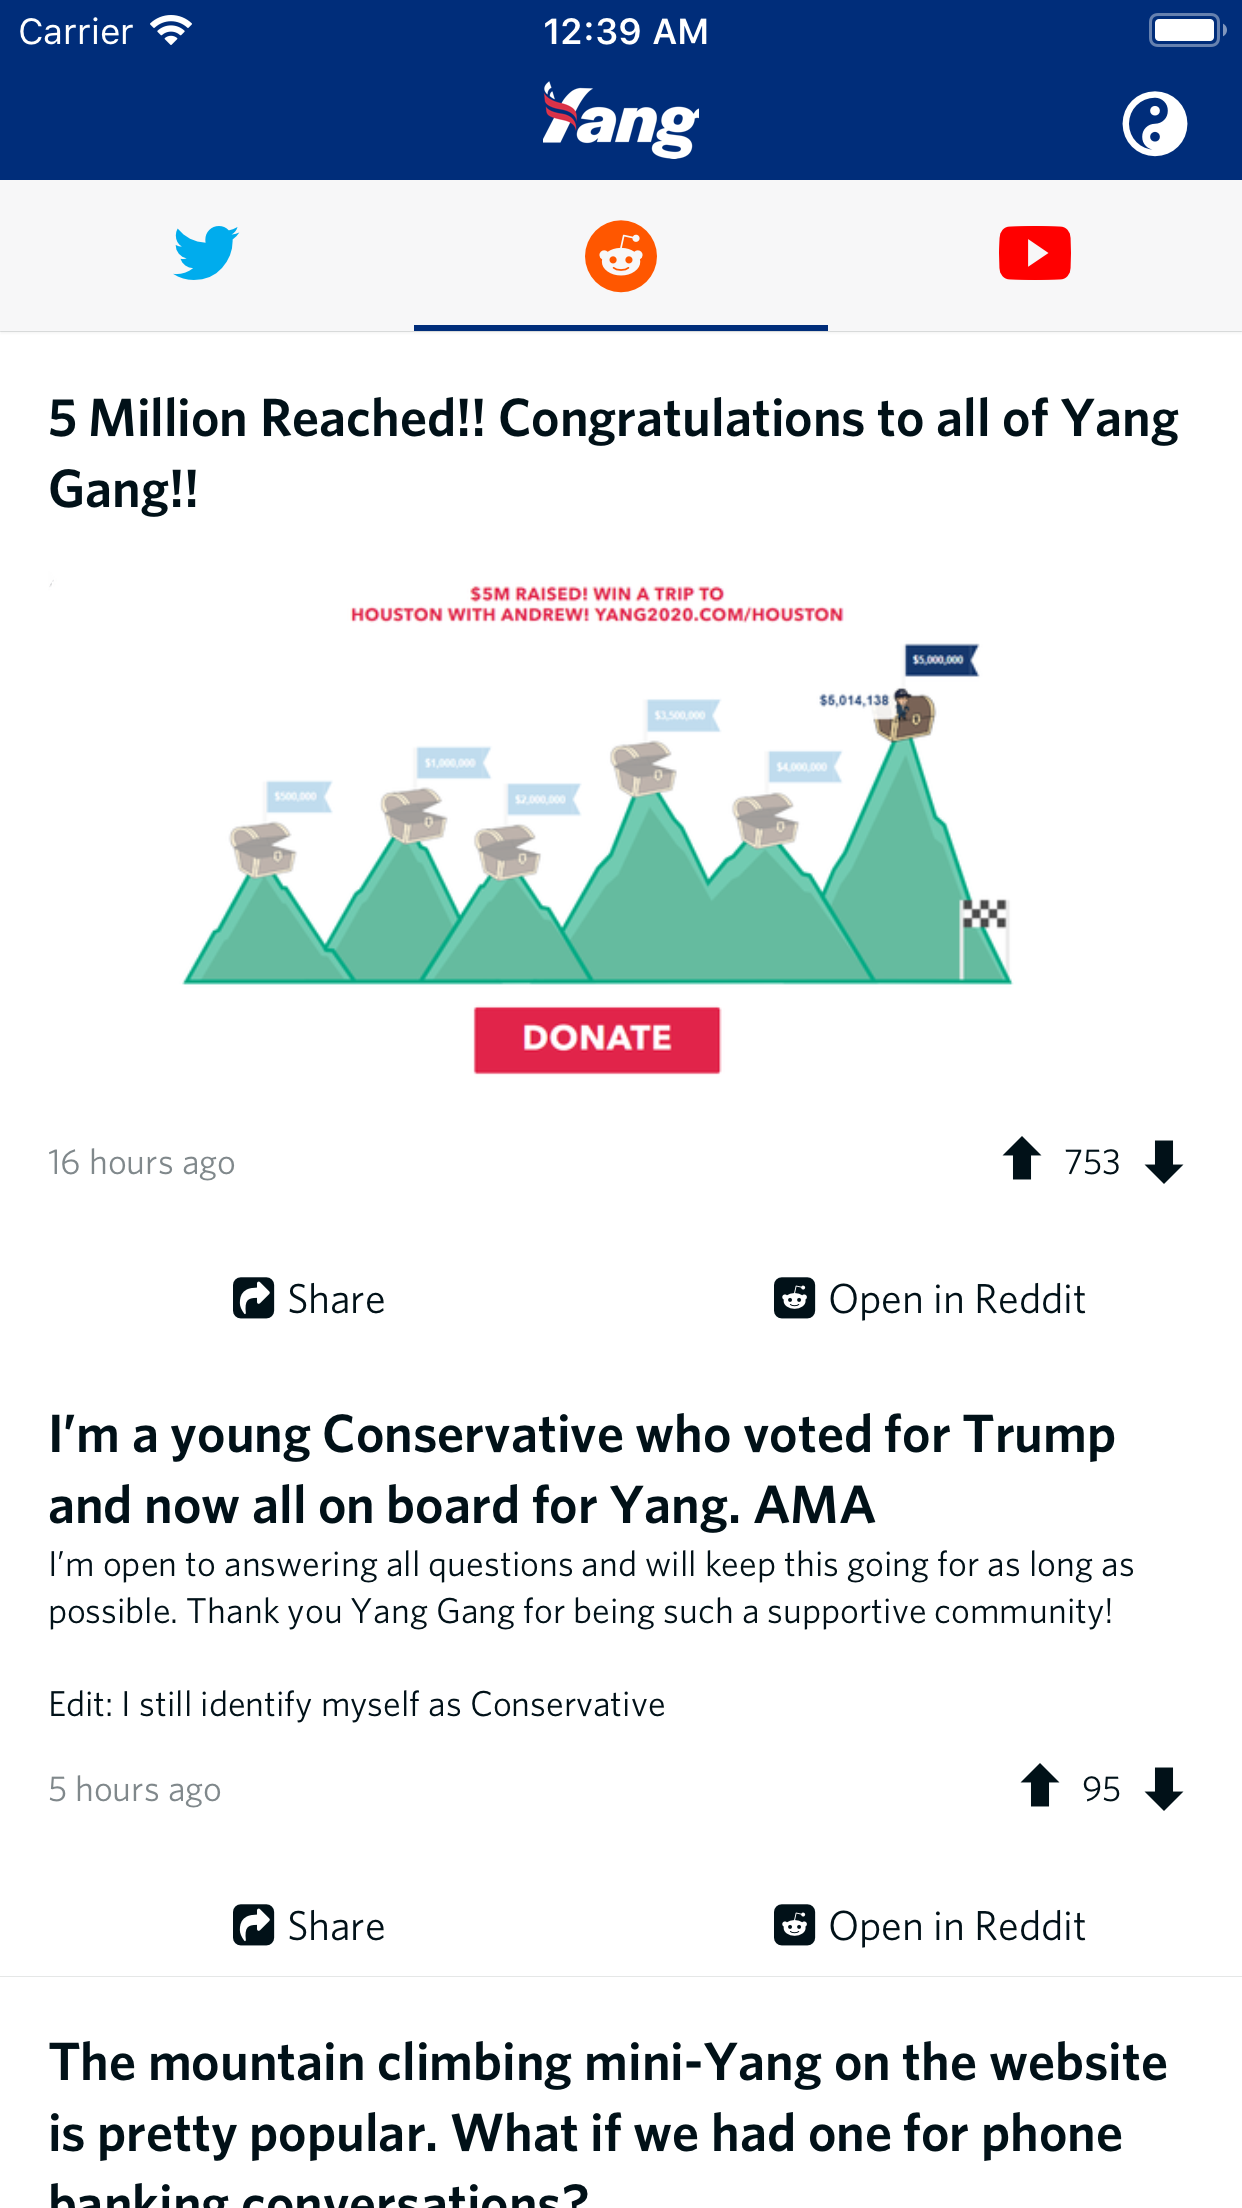 Carrier
12:39 AM
Yang
5 Million Reached!! Congratulations to all of Yang
Gang!!
$5M RAISED! WIN A TRIP TO
HOUSTON WITH ANDREW! YANG2020.COM/HOUSTON
$5,000,000
$5,014,138
$3,500,000
$1,000,000
$4,000,000
$500,000
$2,000,000
DONATE
16 hours ago
753
Share
Open in Reddit
I’m a young Conservative who voted for Trump
and now all on board for Yang. AMA
I’m open to answering all questions and will keep this going for as long as
possible. Thank you Yang Gang for being such a supportive community!
Edit: I still identify myself as Conservative
5 hours ago
95
Share
Open in Reddit
The mountain climbing mini-Yang on the website
is pretty popular. What if we had one for phone
banking conversations?